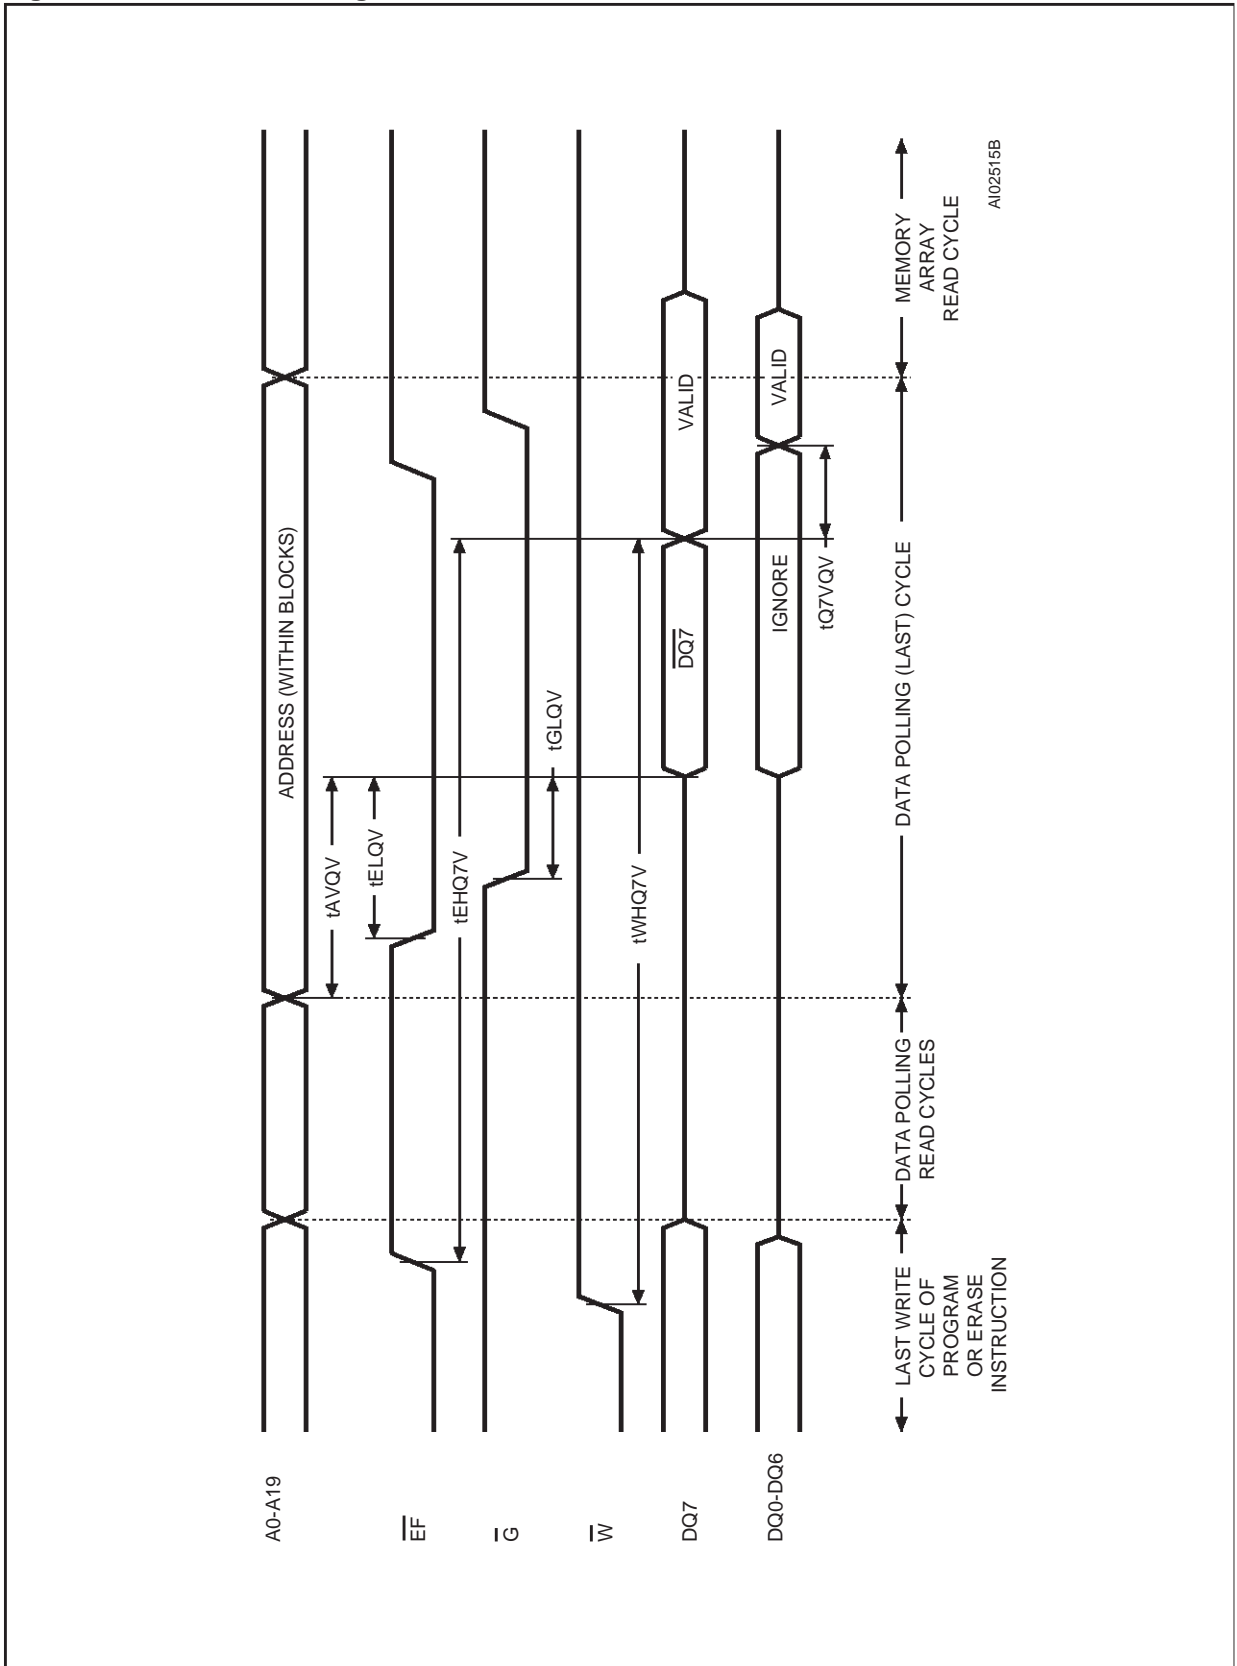 A0-A19
ADDRESS (WITHIN BLOCKS)
tAVQV
tELQV
EF
tEHQ7V
G
tGLQV
W
tWHQ7V
DQ7
DQ7
VALID
DQ0-DQ6
IGNORE
VALID
tQ7VQV
LAST WRITE
CYCLE OF
PROGRAM
OR ERASE
INSTRUCTION
DATA POLLING
READ CYCLES
DATA POLLING (LAST) CYCLE
MEMORY
ARRAY
READ CYCLE
AI02515B